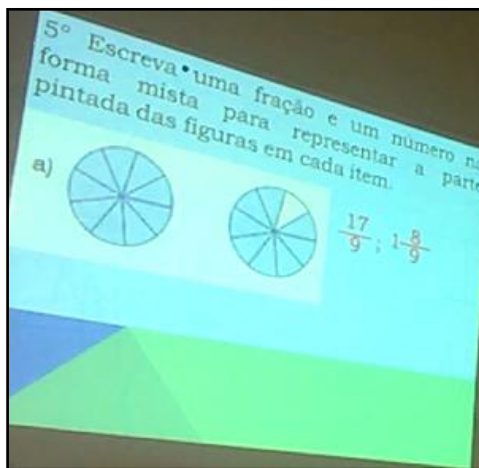 5º Escreva uma fração e um número na
forma mista para representar a parte
pintada das figuras em cada item.
a)
17/9 ; 1 8/9